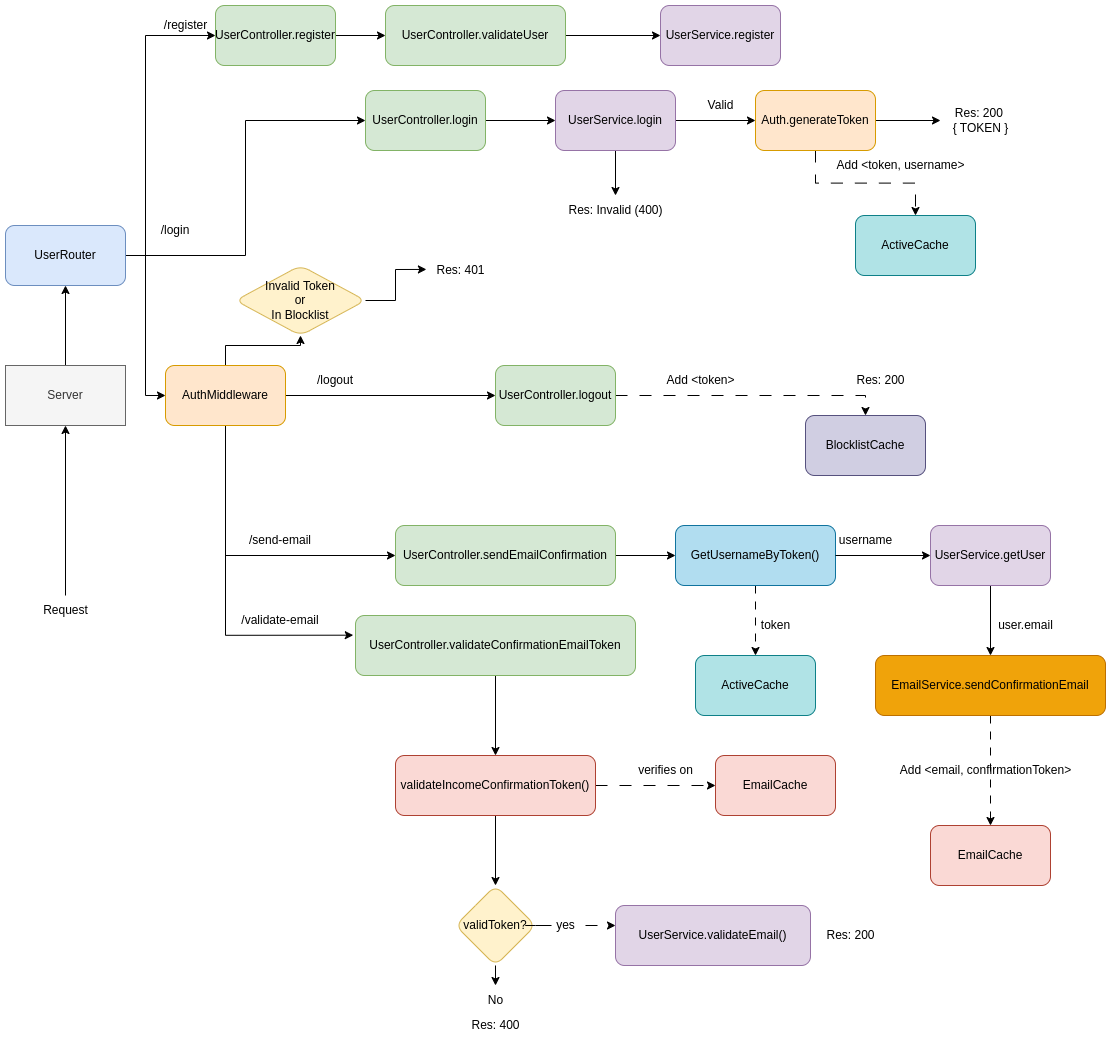 /register
UserController.register
UserController.validateUser
UserService.register
UserController.login
UserService.login
Valid
Auth.generateToken
Res: 200
{ TOKEN }
Add <token, username>
Res: Invalid (400)
/login
UserRouter
ActiveCache
Invalid Token
or
In Blocklist
Res: 401
Server
AuthMiddleware
/logout
UserController.logout
Add <token>
Res: 200
BlocklistCache
/send-email
UserController.sendEmailConfirmation
GetUsernameByToken()
username
UserService.getUser
Request
/validate-email
UserController.validateConfirmationEmailToken
token
user.email
ActiveCache
EmailService.sendConfirmationEmail
validateIncomeConfirmationToken()
verifies on
EmailCache
Add <email, confirmationToken>
EmailCache
validToken?
yes
UserService.validateEmail()
Res: 200
No
Res: 400